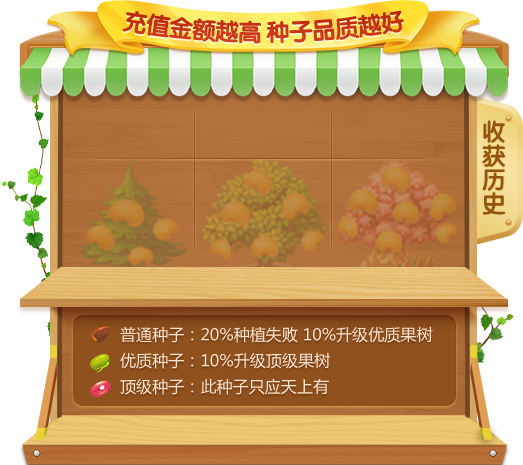 充值金额越高 种子品质越好
收获历史
普通种子：20%种植失败 10%升级优质果树
优质种子：10%升级顶级果树
顶级种子：此种子只应天上有